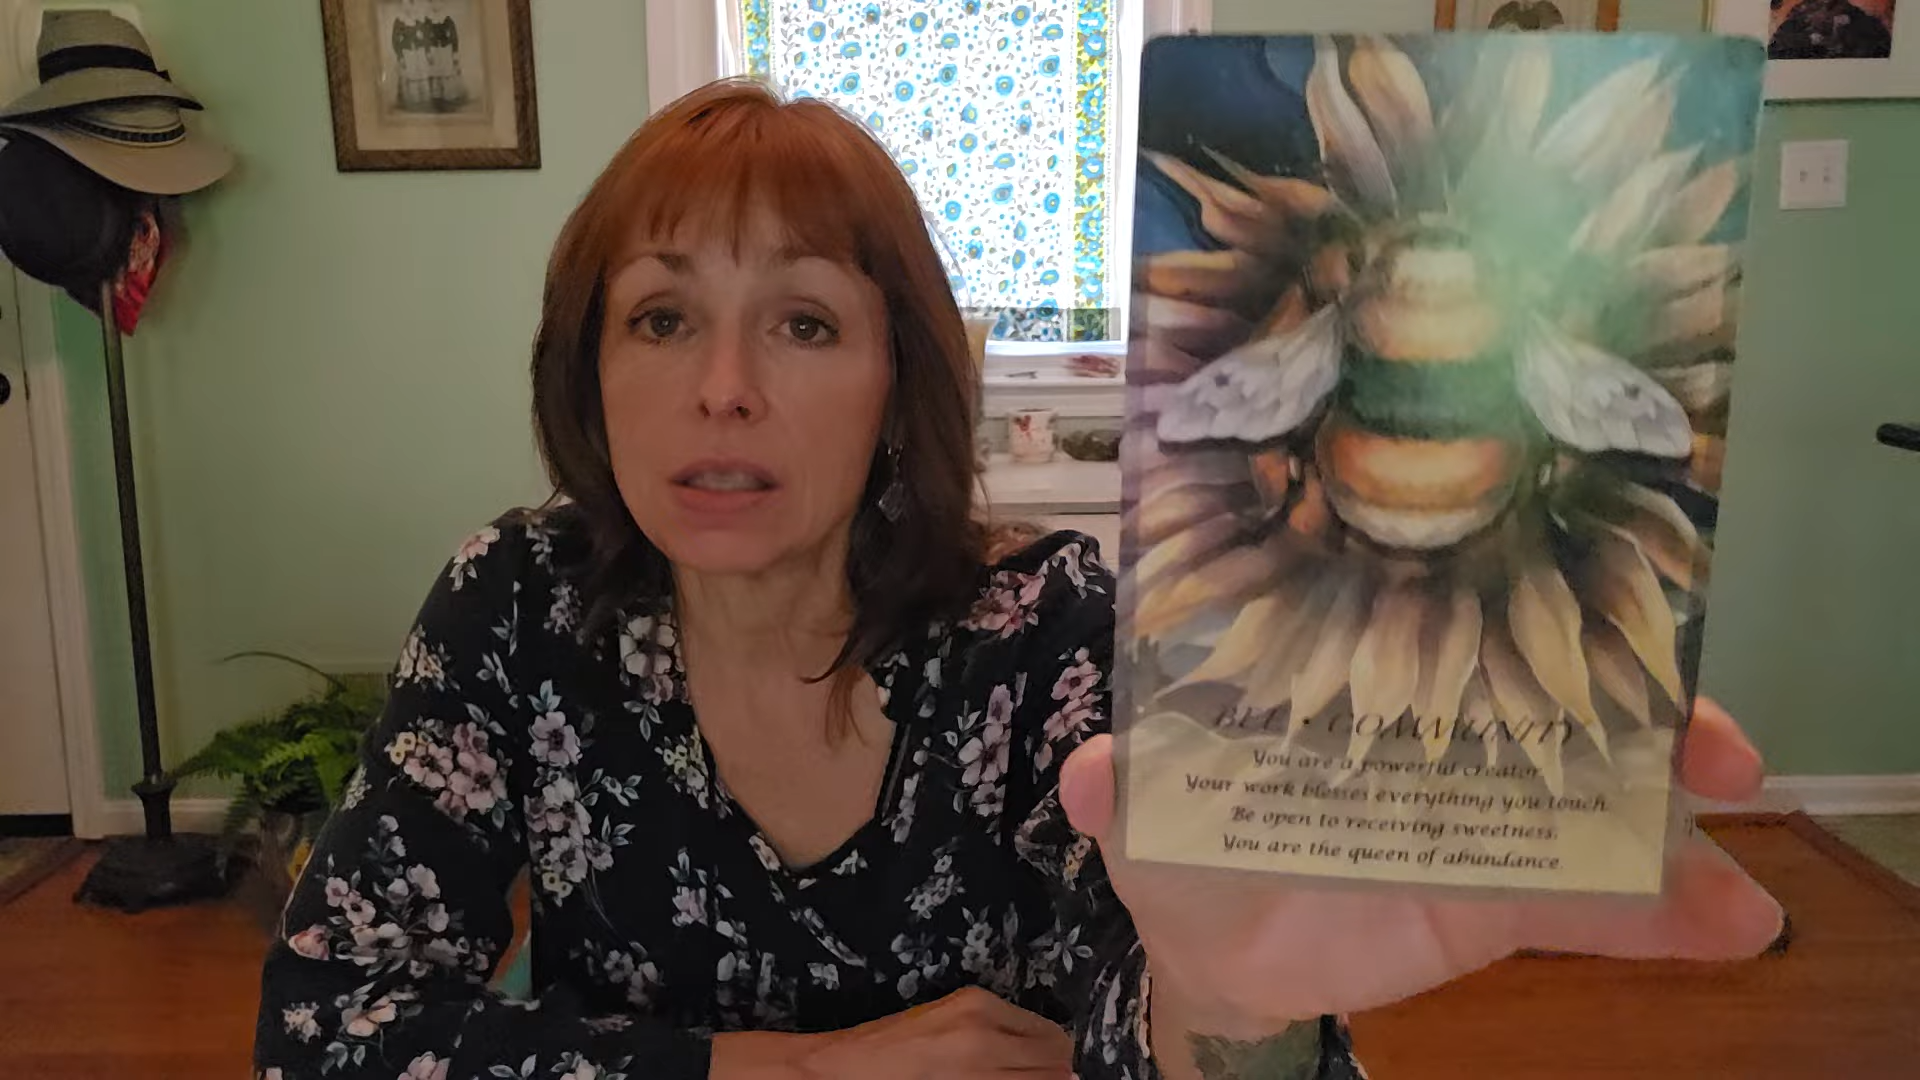 BEE • COMMUNITY
You are a powerful creator.
Your work blesses everything you touch.
Be open to receiving sweetness.
You are the queen of abundance.